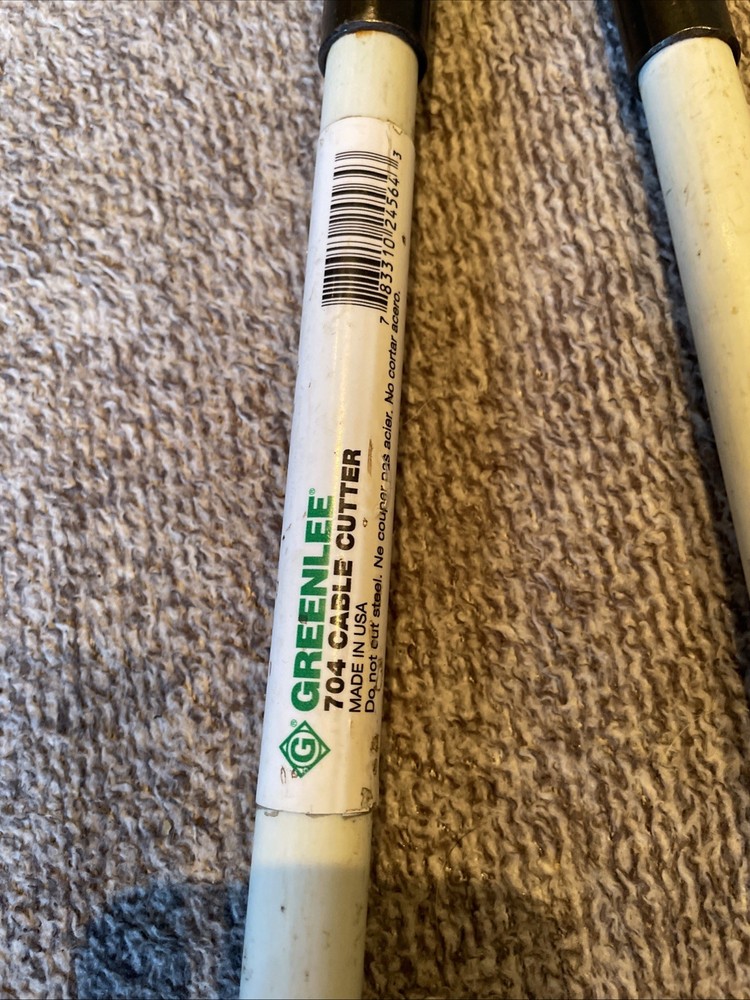 G®
GREENLEE®
704 CABLE CUTTER
MADE IN USA
Do not cut steel. Ne couper pas acier. No cortar acero.
7 83310 24564 3